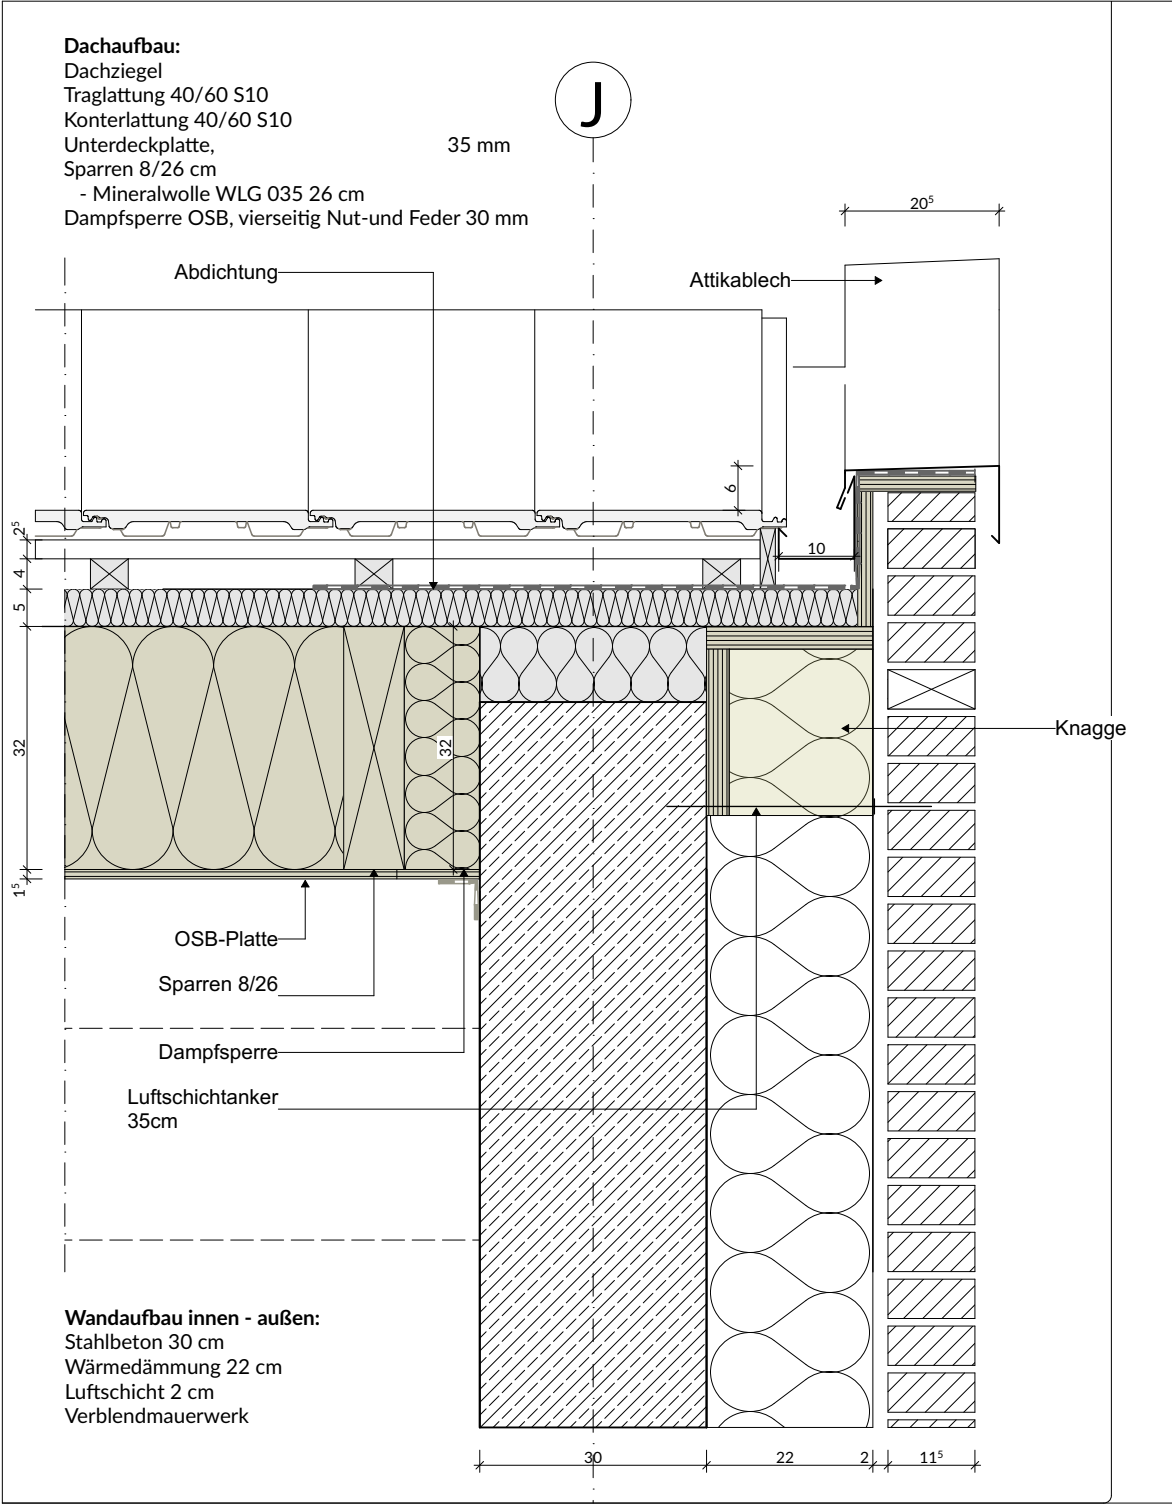 Dachaufbau:
Dachziegel
Traglattung 40/60 S10
Konterlattung 40/60 S10
Unterdeckplatte, 35 mm
Sparren 8/26 cm
- Mineralwolle WLG 035 26 cm
Dampfsperre OSB, vierseitig Nut-und Feder 30 mm
J
20⁵
Abdichtung
Attikablech
6
2⁵
10
4
5
32
32
Knagge
1⁵
OSB-Platte
Sparren 8/26
Dampfsperre
Luftschichtanker
35cm
Wandaufbau innen - außen:
Stahlbeton 30 cm
Wärmedämmung 22 cm
Luftschicht 2 cm
Verblendmauerwerk
30 22 2 11⁵